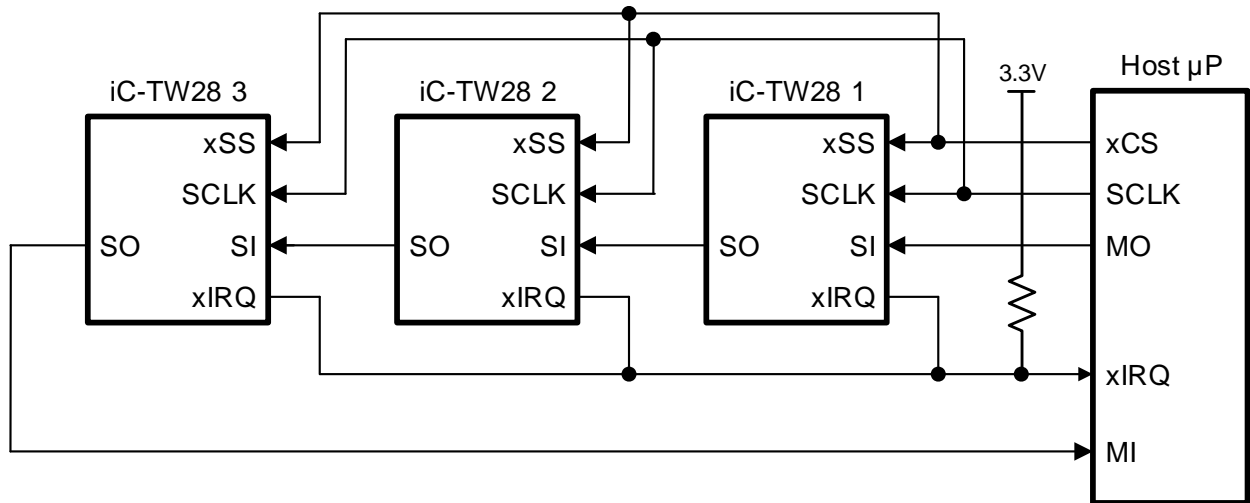 3.3V
Host µP
iC-TW28 3
iC-TW28 2
iC-TW28 1
xSS
xSS
xSS
xCS
SCLK
SCLK
SCLK
SCLK
SO
SI
SO
SI
SO
SI
MO
xIRQ
xIRQ
xIRQ
xIRQ
MI